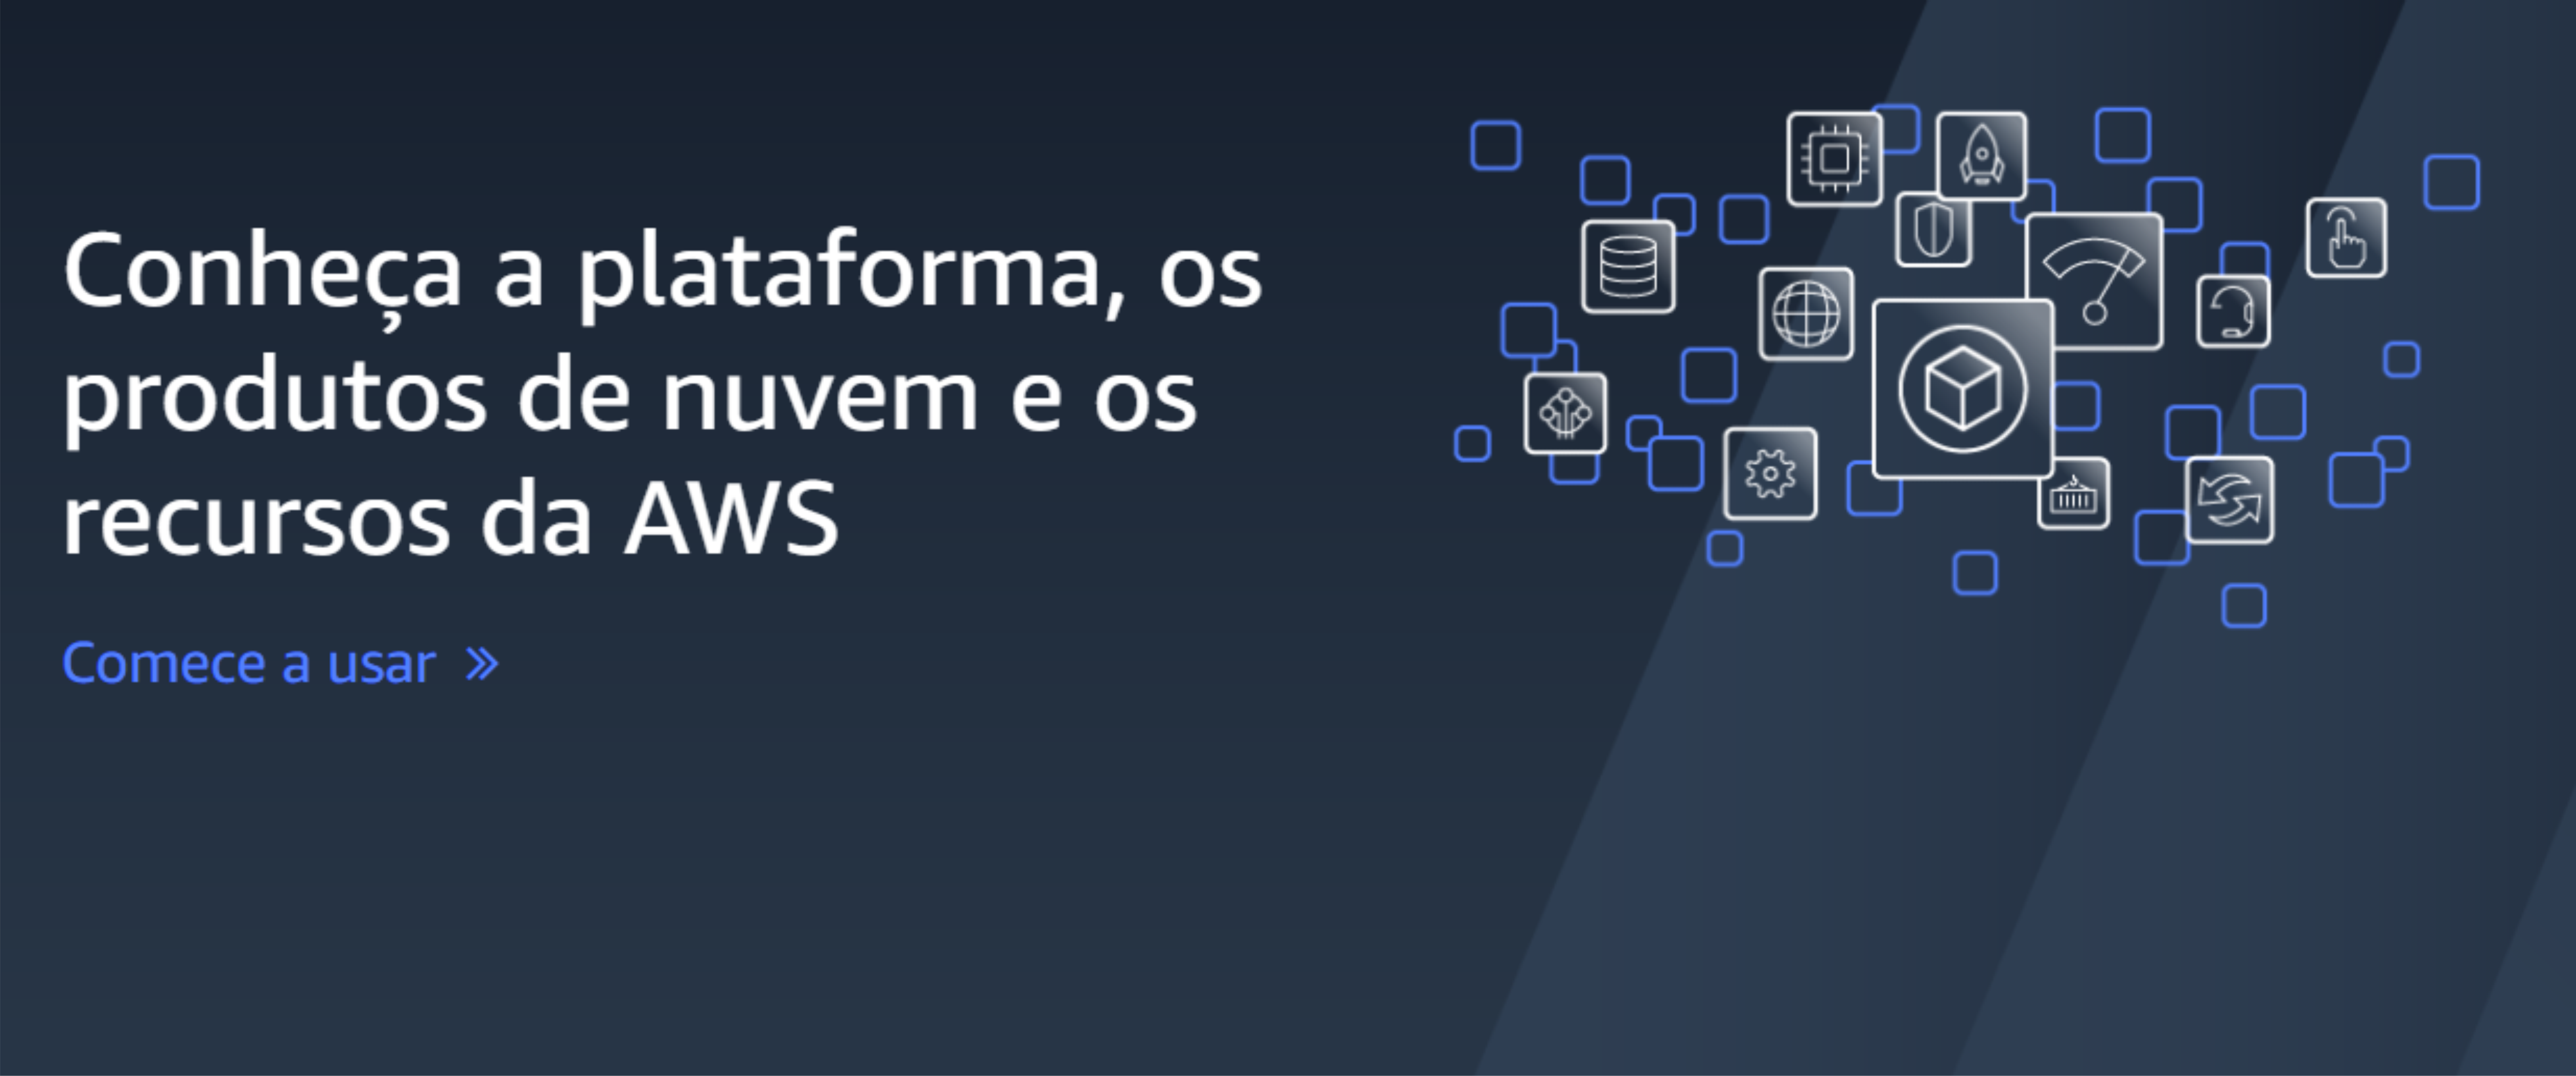 Conheça a plataforma, os
produtos de nuvem e os
recursos da AWS
Comece a usar »